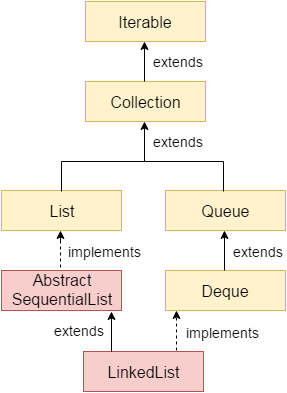 Iterable
extends
Collection
extends
List
Queue
implements
extends
Abstract
SequentialList
Deque
extends
implements
LinkedList